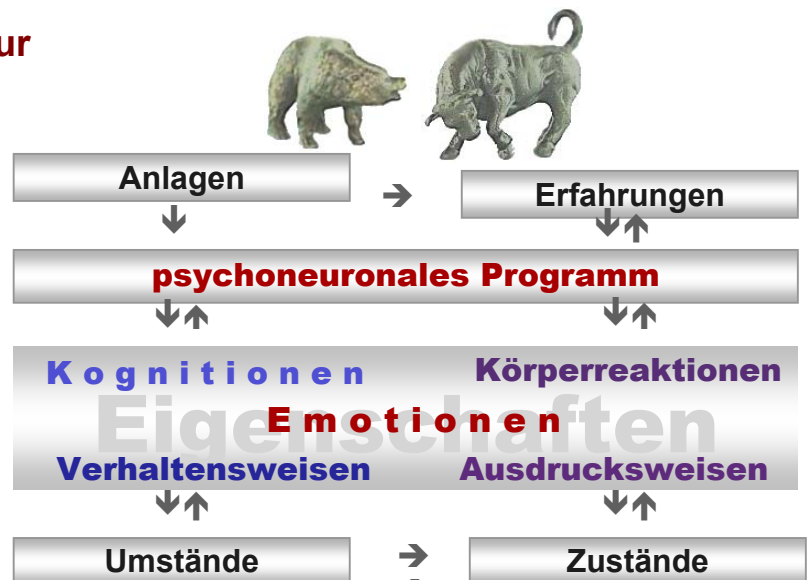 ur
Anlagen
Erfahrungen
psychoneuronales Programm
Kognitionen Körperreaktionen
Eigenschaften
Emotionen
Verhaltensweisen Ausdrucksweisen
Umstände Zustände